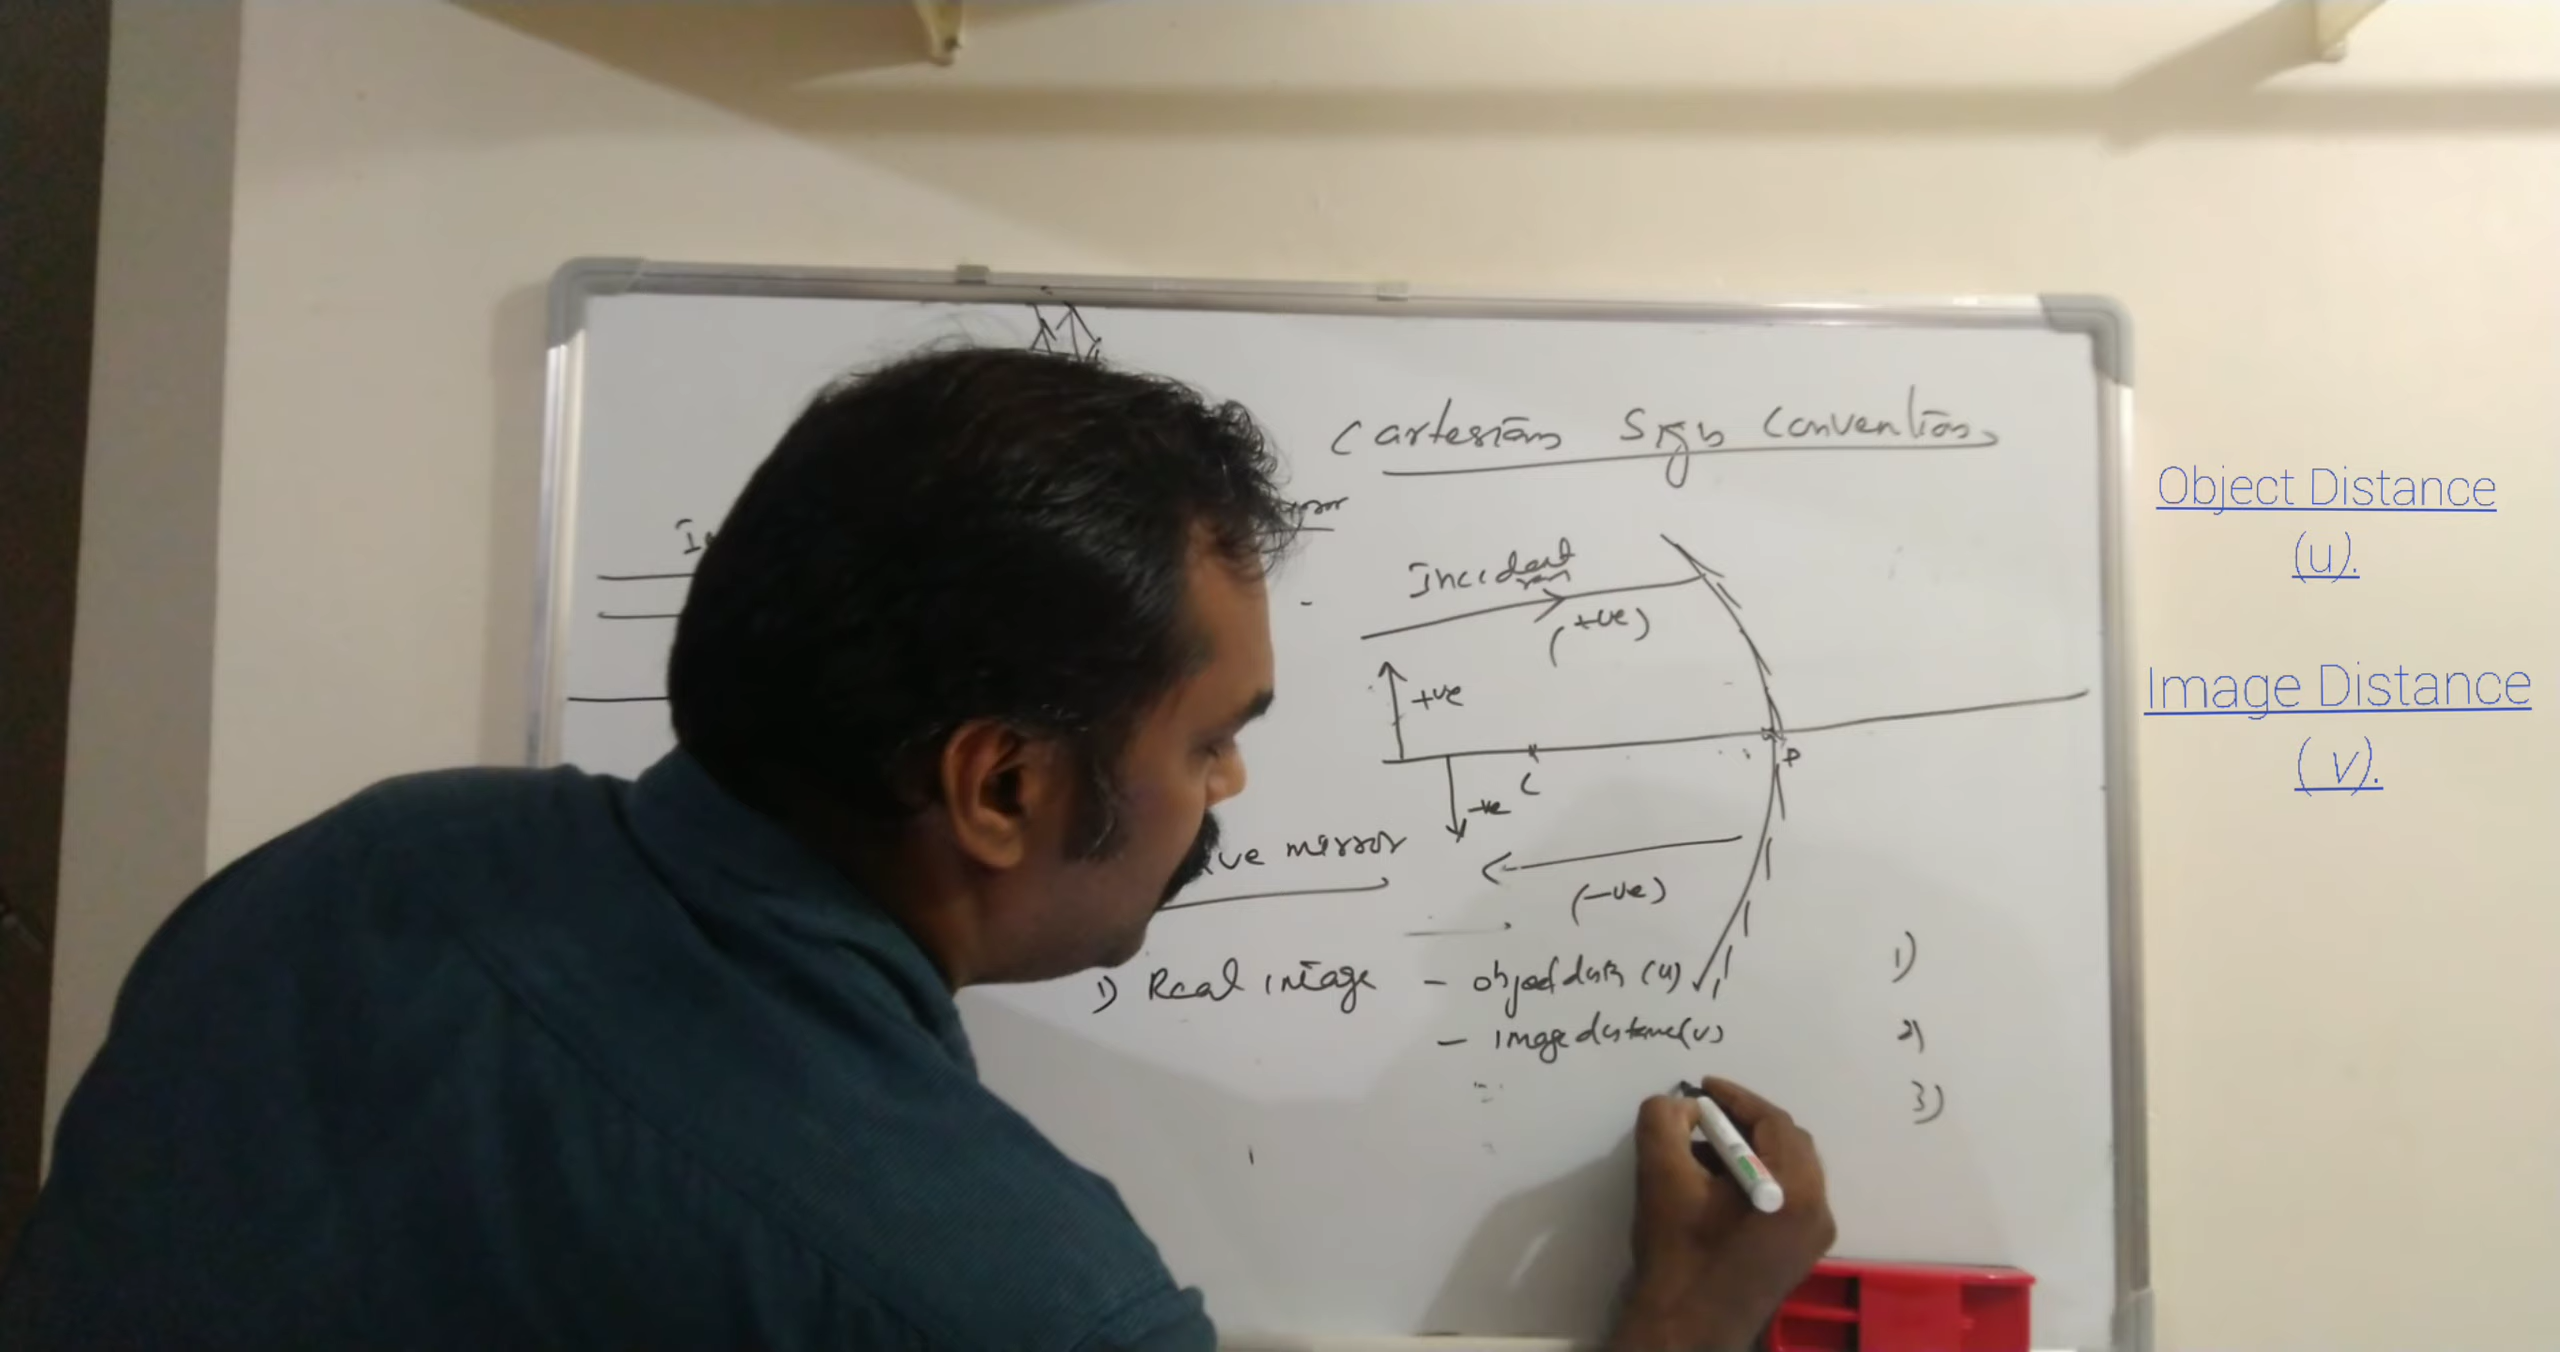 Cartesian Sign Convention
Incident
ray
(+ve)
+ve
P
C
-ve
ve mirror
(-ve)
1) Real image - object dist (u)
- image distance (v)
1)
2)
3)
Object Distance
(u).
Image Distance
(v).